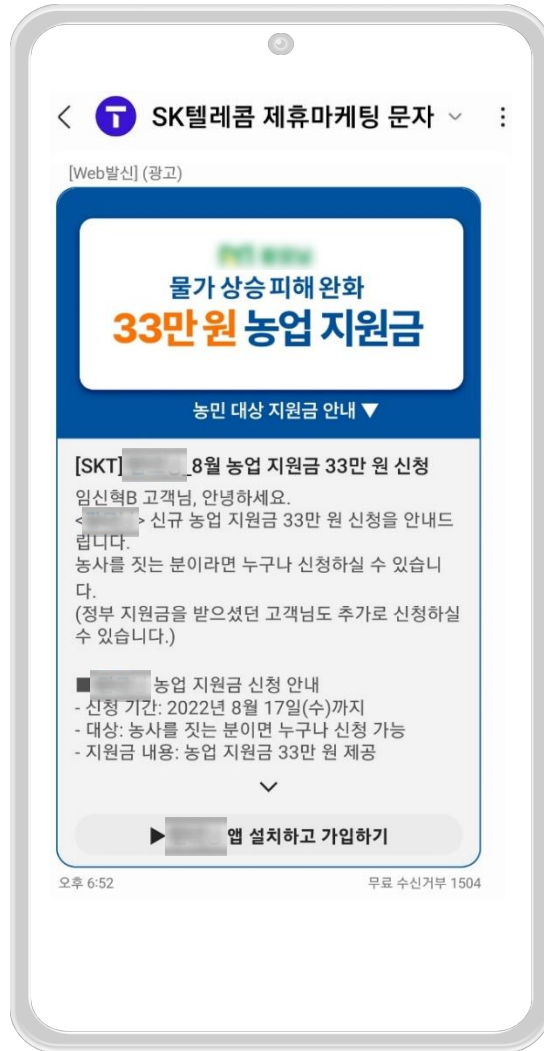 SK텔레콤 제휴마케팅 문자
[Web발신] (광고)
물가 상승 피해 완화
33만 원 농업 지원금
농민 대상 지원금 안내 ▼
[SKT] _8월 농업 지원금 33만 원 신청
임신혁B 고객님, 안녕하세요.
< > 신규 농업 지원금 33만 원 신청을 안내드
립니다.
농사를 짓는 분이라면 누구나 신청하실 수 있습니
다.
(정부 지원금을 받으셨던 고객님도 추가로 신청하실
수 있습니다.)
■ 농업 지원금 신청 안내
- 신청 기간: 2022년 8월 17일(수)까지
- 대상: 농사를 짓는 분이면 누구나 신청 가능
- 지원금 내용: 농업 지원금 33만 원 제공
▶ 앱 설치하고 가입하기
오후 6:52
무료 수신거부 1504